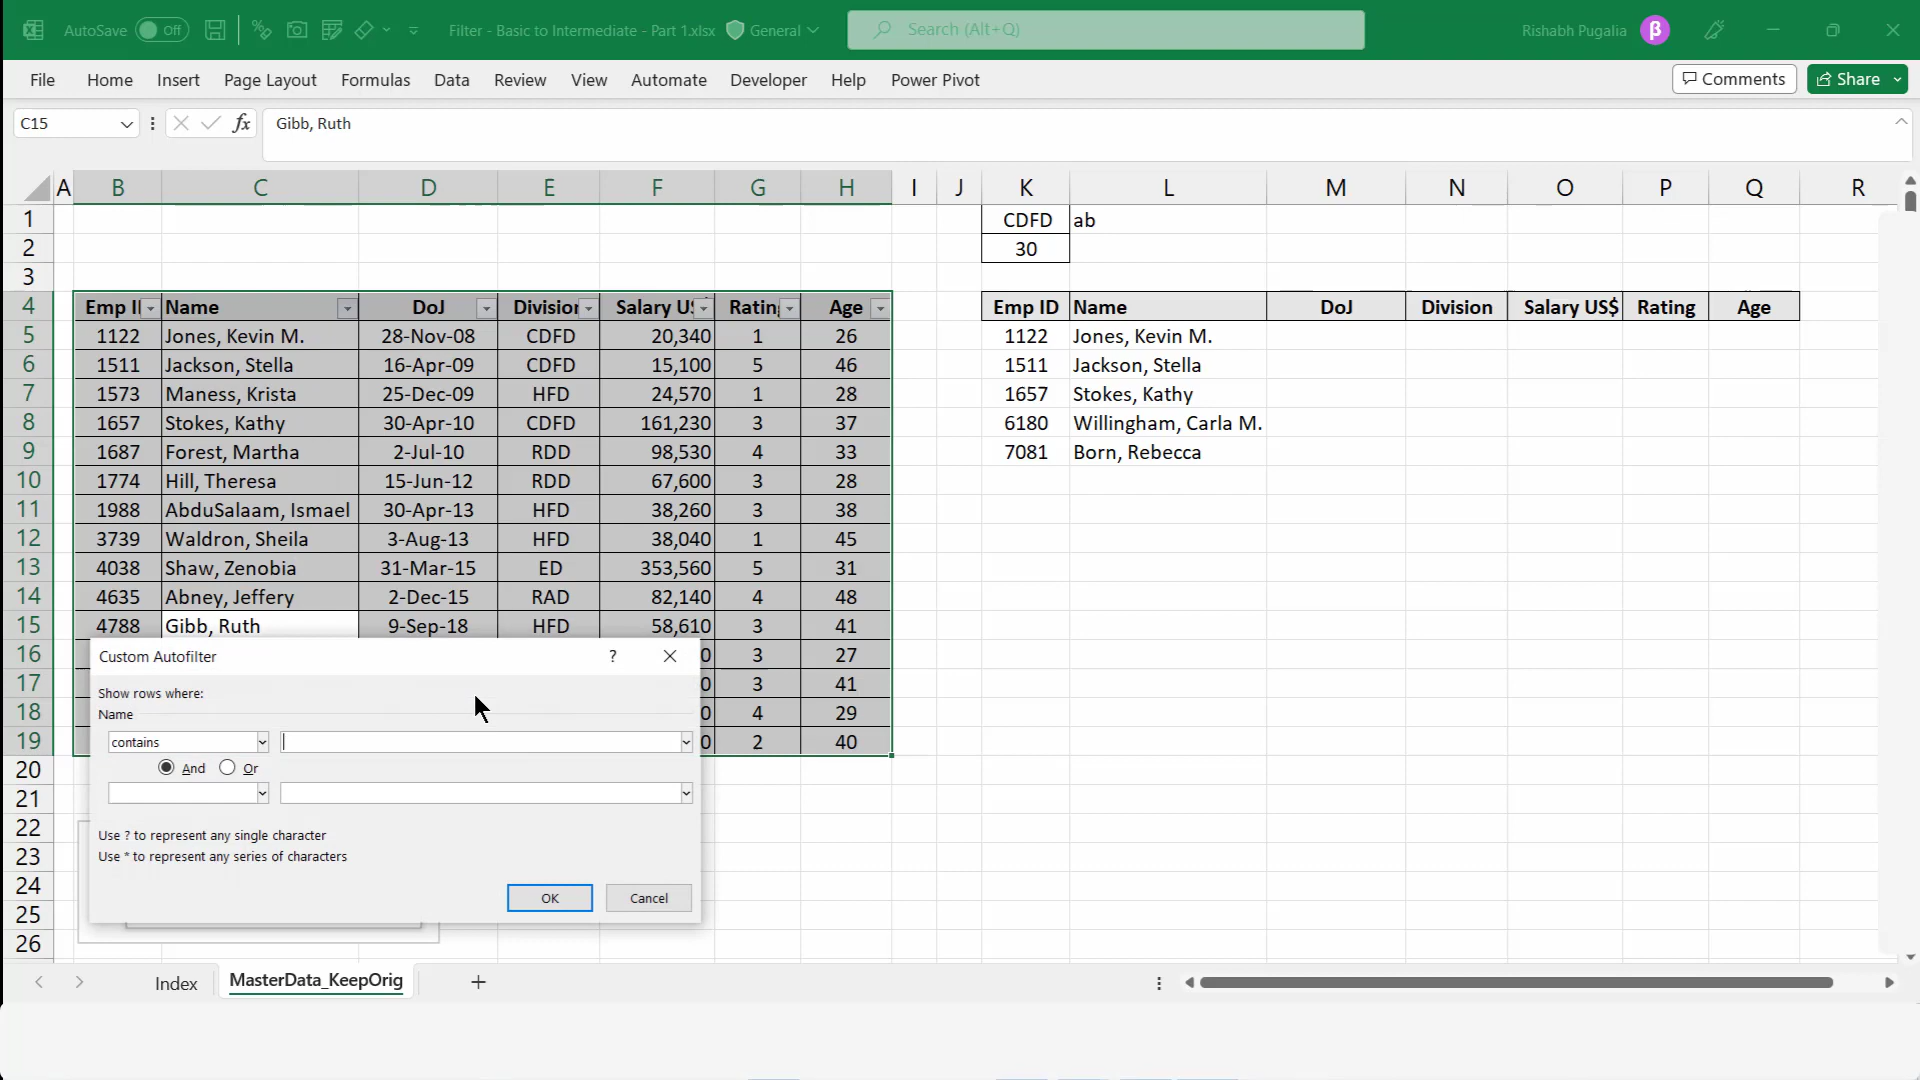 AutoSave Off Filter - Basic to Intermediate - Part 1.xlsx General Search (Alt+Q) Rishabh Pugalia β
File Home Insert Page Layout Formulas Data Review View Automate Developer Help Power Pivot Comments Share
C15 fx Gibb, Ruth
A B C D E F G H I J K L M N O P Q R
1 CDFD ab
2 30
3
4 Emp I Name DoJ Division Salary US Rating Age Emp ID Name DoJ Division Salary US$ Rating Age
5 1122 Jones, Kevin M. 28-Nov-08 CDFD 20,340 1 26 1122 Jones, Kevin M.
6 1511 Jackson, Stella 16-Apr-09 CDFD 15,100 5 46 1511 Jackson, Stella
7 1573 Maness, Krista 25-Dec-09 HFD 24,570 1 28 1657 Stokes, Kathy
8 1657 Stokes, Kathy 30-Apr-10 CDFD 161,230 3 37 6180 Willingham, Carla M.
9 1687 Forest, Martha 2-Jul-10 RDD 98,530 4 33 7081 Born, Rebecca
10 1774 Hill, Theresa 15-Jun-12 RDD 67,600 3 28
11 1988 AbduSalaam, Ismael 30-Apr-13 HFD 38,260 3 38
12 3739 Waldron, Sheila 3-Aug-13 HFD 38,040 1 45
13 4038 Shaw, Zenobia 31-Mar-15 ED 353,560 5 31
14 4635 Abney, Jeffery 2-Dec-15 RAD 82,140 4 48
15 4788 Gibb, Ruth 9-Sep-18 HFD 58,610 3 41
16 0 3 27
17 0 3 41
18 0 4 29
19 0 2 40
20
21
22
23
24
25
26
Custom Autofilter ?
Show rows where:
Name
contains
And Or
Use ? to represent any single character
Use * to represent any series of characters
OK Cancel
Index MasterData_KeepOrig +